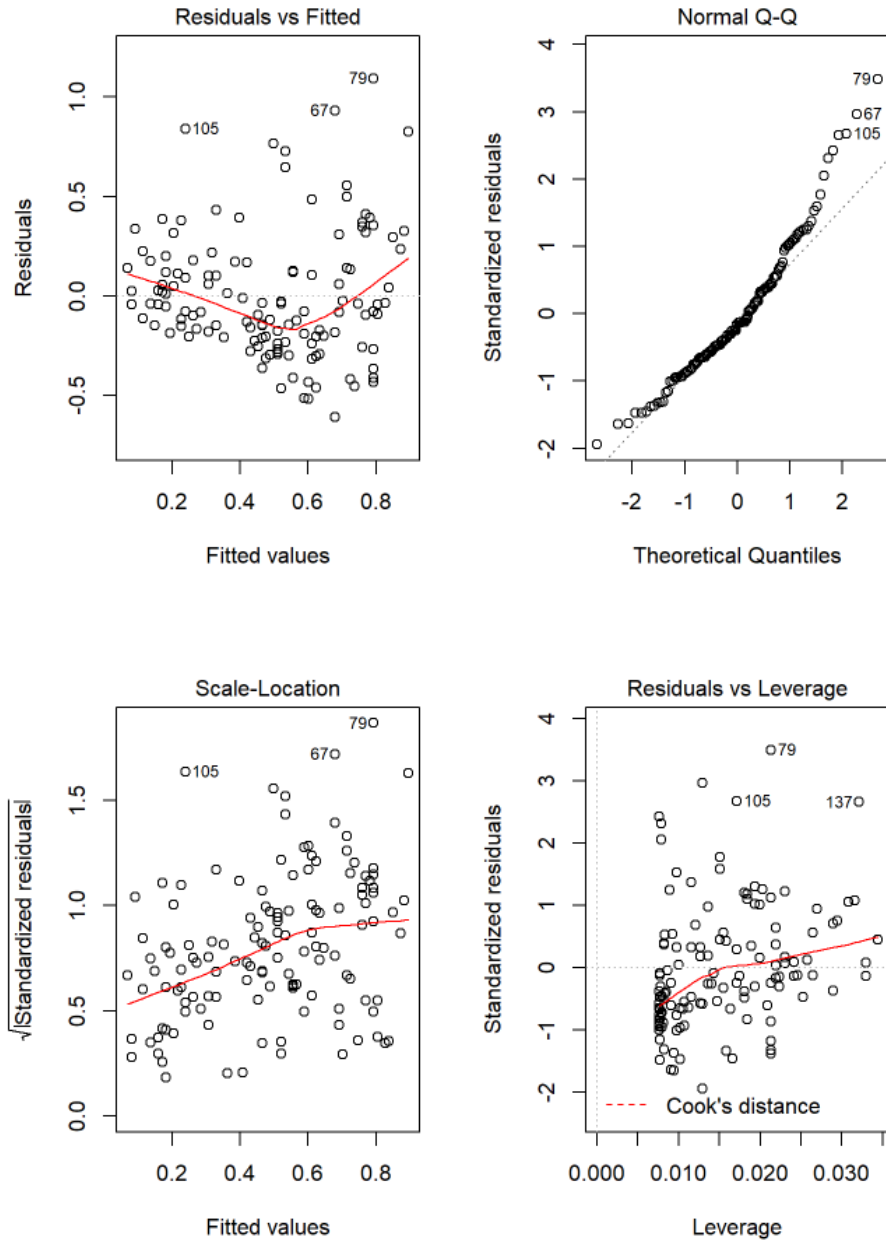 Residuals vs Fitted
Residuals
1.0
0.5
0.0
-0.5
79
67
105
0.2 0.4 0.6 0.8
Fitted values
Normal Q-Q
Standardized residuals
4
3
2
1
0
-1
-2
79
67
105
-2 -1 0 1 2
Theoretical Quantiles
Scale-Location
√|Standardized residuals|
1.5
1.0
0.5
0.0
79
67
105
0.2 0.4 0.6 0.8
Fitted values
Residuals vs Leverage
Standardized residuals
4
3
2
1
0
-1
-2
79
105
137
Cook's distance
0.000 0.010 0.020 0.030
Leverage